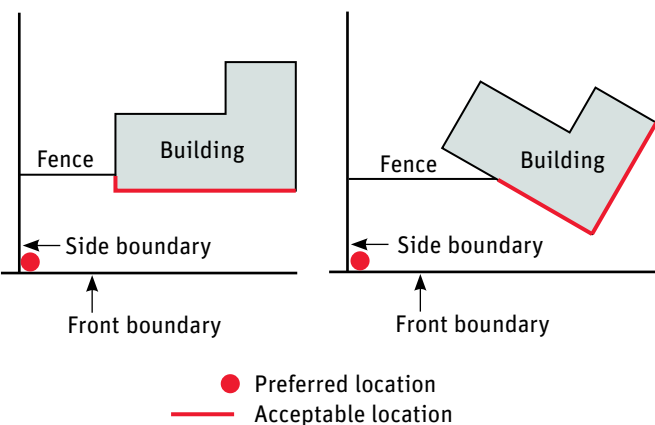 Building
Fence
Side boundary
Front boundary
Building
Fence
Side boundary
Front boundary
Preferred location
Acceptable location